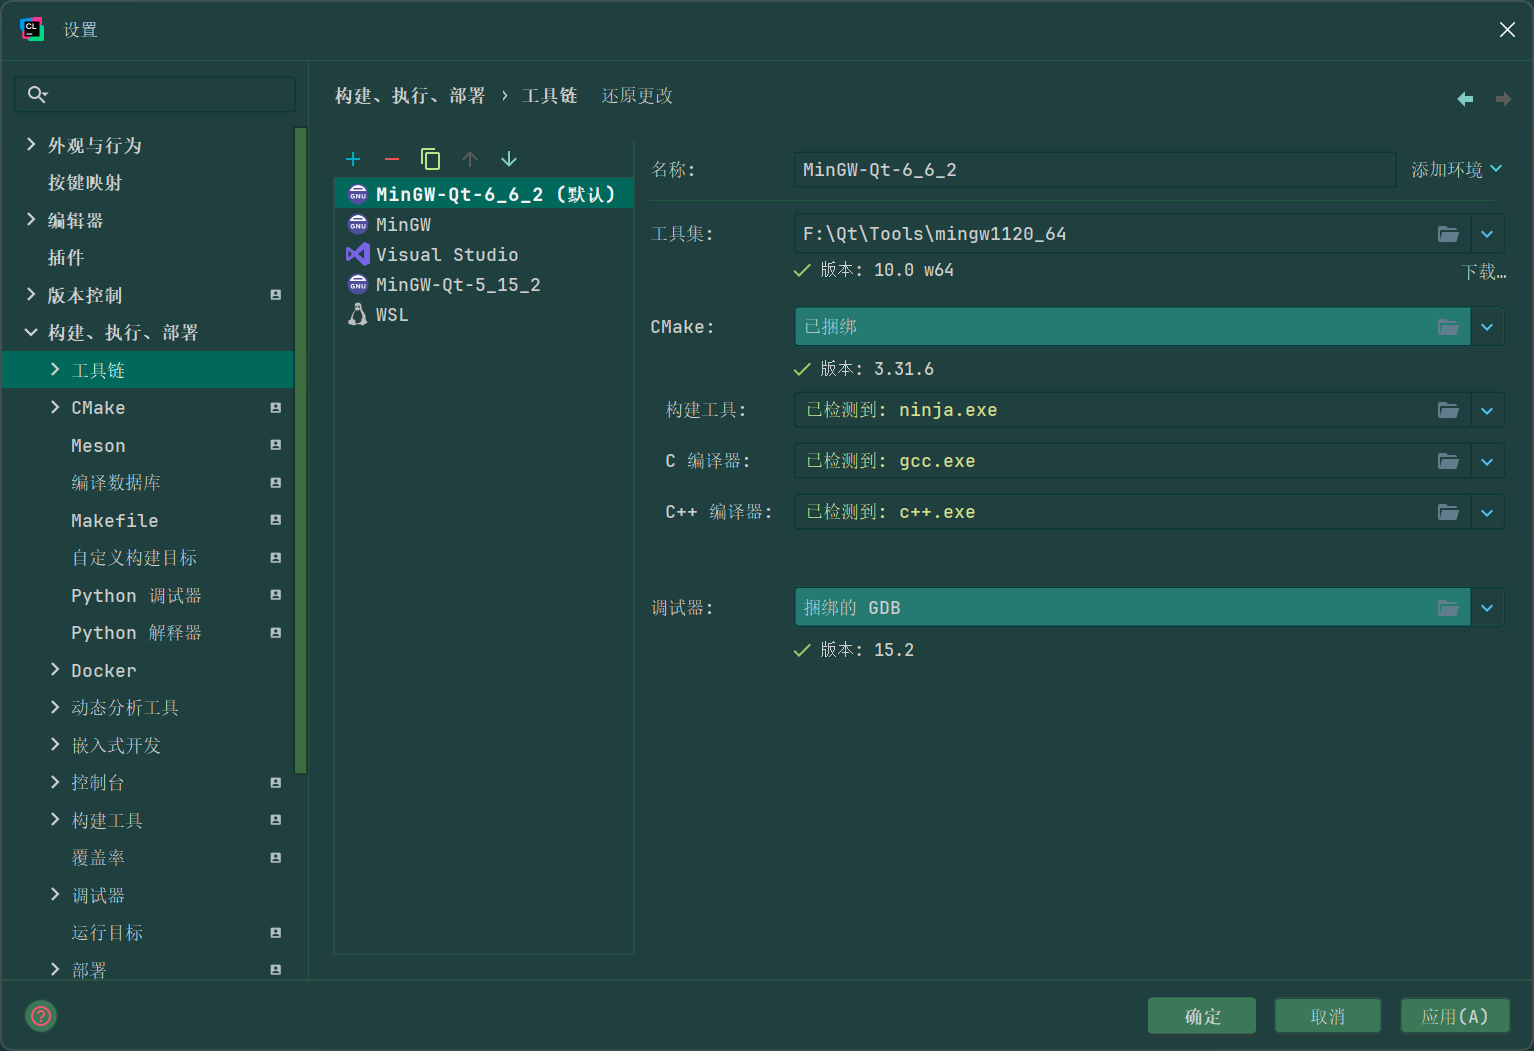 CL
设置
外观与行为
按键映射
编辑器
插件
版本控制
构建、执行、部署
工具链
CMake
Meson
编译数据库
Makefile
自定义构建目标
Python 调试器
Python 解释器
Docker
动态分析工具
嵌入式开发
控制台
构建工具
覆盖率
调试器
运行目标
部署
构建、执行、部署 › 工具链 还原更改
GNU MinGW-Qt-6_6_2 (默认)
GNU MinGW
Visual Studio
GNU MinGW-Qt-5_15_2
WSL
名称: MinGW-Qt-6_6_2 添加环境
工具集: F:\Qt\Tools\mingw1120_64
版本: 10.0 w64 下载...
CMake: 已捆绑
版本: 3.31.6
构建工具: 已检测到: ninja.exe
C 编译器: 已检测到: gcc.exe
C++ 编译器: 已检测到: c++.exe
调试器: 捆绑的 GDB
版本: 15.2
? 确定 取消 应用(A)